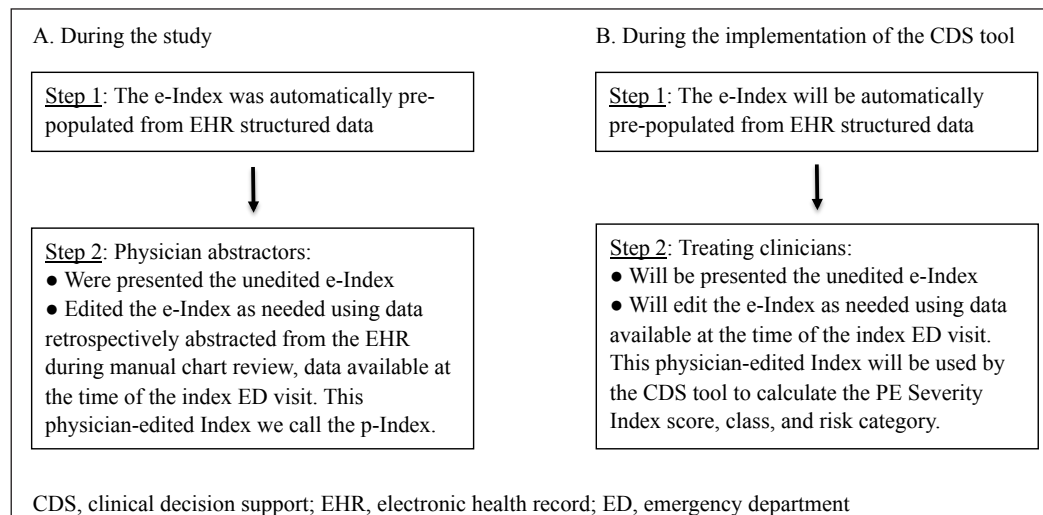 A. During the study
Step 1: The e-Index was automatically pre-
populated from EHR structured data
Step 2: Physician abstractors:
● Were presented the unedited e-Index
● Edited the e-Index as needed using data
retrospectively abstracted from the EHR
during manual chart review, data available at
the time of the index ED visit. This
physician-edited Index we call the p-Index.
B. During the implementation of the CDS tool
Step 1: The e-Index will be automatically
pre-populated from EHR structured data
Step 2: Treating clinicians:
● Will be presented the unedited e-Index
● Will edit the e-Index as needed using data
available at the time of the index ED visit.
This physician-edited Index will be used by
the CDS tool to calculate the PE Severity
Index score, class, and risk category.
CDS, clinical decision support; EHR, electronic health record; ED, emergency department